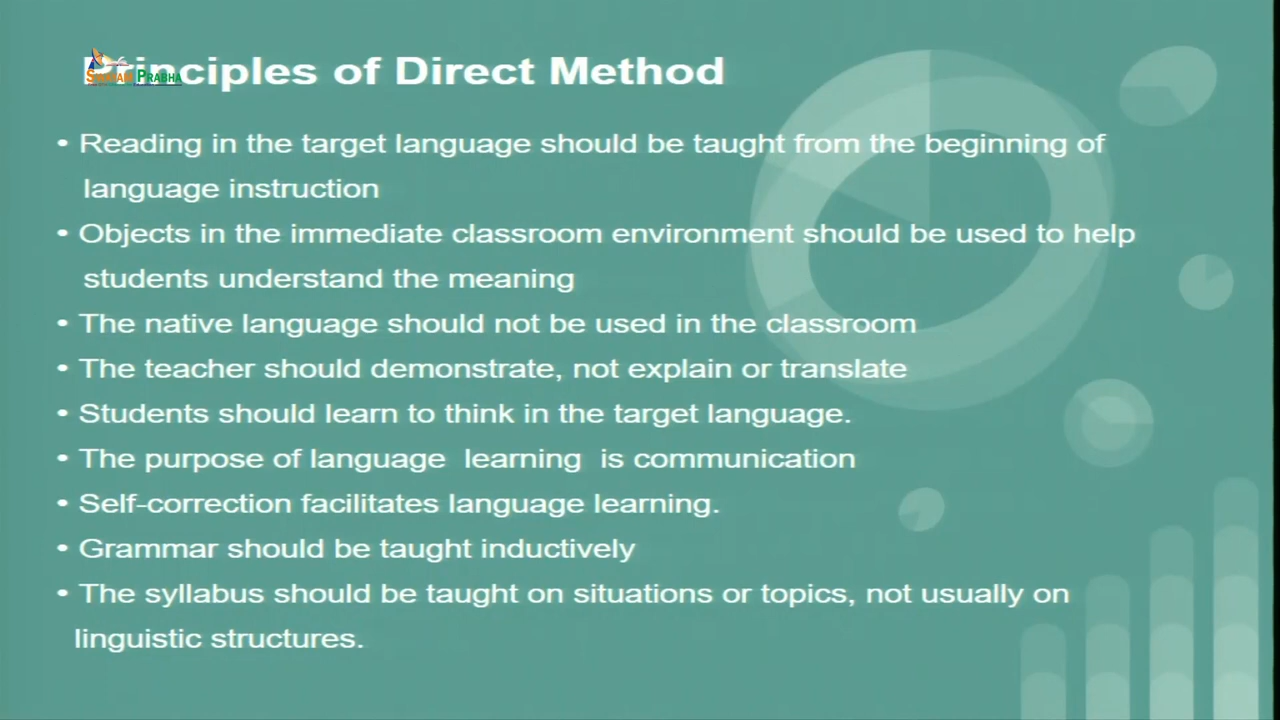 Principles of Direct Method
SWAYAM PRABHA
• Reading in the target language should be taught from the beginning of
language instruction
• Objects in the immediate classroom environment should be used to help
students understand the meaning
• The native language should not be used in the classroom
• The teacher should demonstrate, not explain or translate
• Students should learn to think in the target language.
• The purpose of language learning is communication
• Self-correction facilitates language learning.
• Grammar should be taught inductively
• The syllabus should be taught on situations or topics, not usually on
linguistic structures.